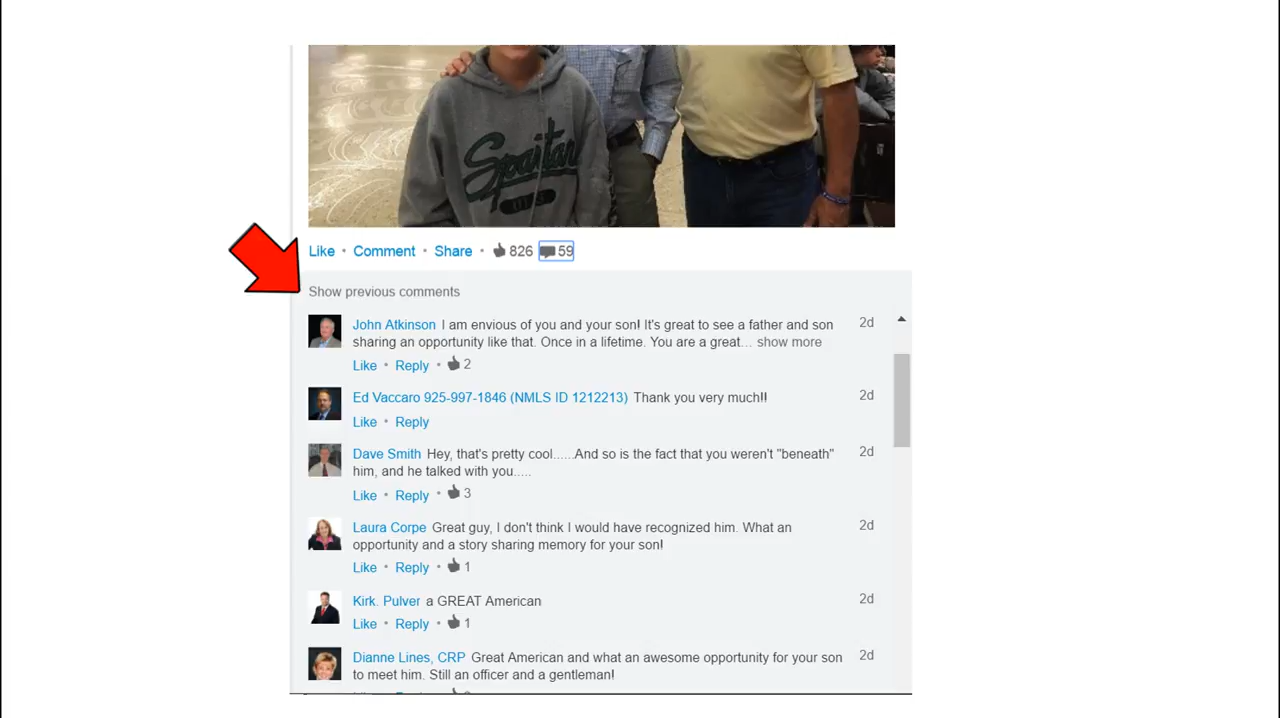 Spartan
Like • Comment • Share • 826 59
Show previous comments
John Atkinson I am envious of you and your son! It's great to see a father and son 2d
sharing an opportunity like that. Once in a lifetime. You are a great... show more
Like • Reply • 2
Ed Vaccaro 925-997-1846 (NMLS ID 1212213) Thank you very much!! 2d
Like • Reply
Dave Smith Hey, that's pretty cool......And so is the fact that you weren't "beneath" 2d
him, and he talked with you.....
Like • Reply • 3
Laura Corpe Great guy, I don't think I would have recognized him. What an 2d
opportunity and a story sharing memory for your son!
Like • Reply • 1
Kirk. Pulver a GREAT American 2d
Like • Reply • 1
Dianne Lines, CRP Great American and what an awesome opportunity for your son 2d
to meet him. Still an officer and a gentleman!